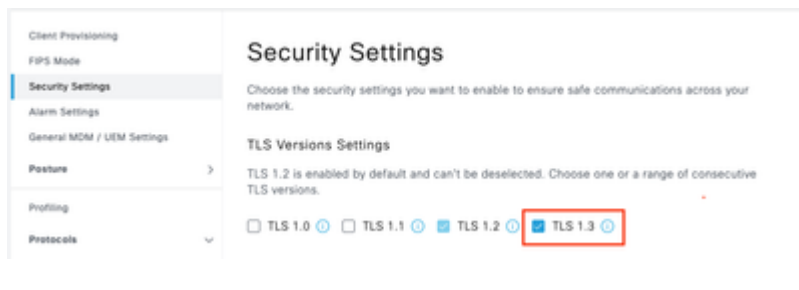 Client Provisioning
FIPS Mode
Security Settings
Alarm Settings
General MDM / UEM Settings
Posture
Profiling
Protocols
Security Settings
Choose the security settings you want to enable to ensure safe communications across your
network.
TLS Versions Settings
TLS 1.2 is enabled by default and can't be deselected. Choose one or a range of consecutive
TLS versions.
TLS 1.0 TLS 1.1 TLS 1.2 TLS 1.3